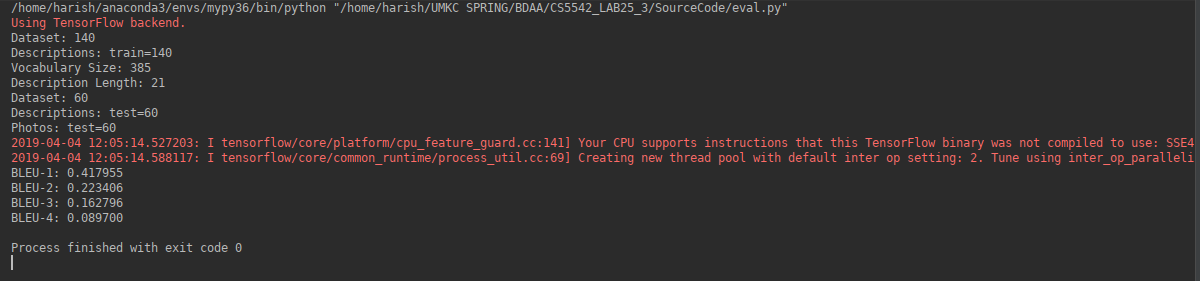 /home/harish/anaconda3/envs/mypy36/bin/python "/home/harish/UMKC SPRING/BDAA/CS5542_LAB25_3/SourceCode/eval.py"
Using TensorFlow backend.
Dataset: 140
Descriptions: train=140
Vocabulary Size: 385
Description Length: 21
Dataset: 60
Descriptions: test=60
Photos: test=60
2019-04-04 12:05:14.527203: I tensorflow/core/platform/cpu_feature_guard.cc:141] Your CPU supports instructions that this TensorFlow binary was not compiled to use: SSE4
2019-04-04 12:05:14.588117: I tensorflow/core/common_runtime/process_util.cc:69] Creating new thread pool with default inter op setting: 2. Tune using inter_op_paralleli
BLEU-1: 0.417955
BLEU-2: 0.223406
BLEU-3: 0.162796
BLEU-4: 0.089700
Process finished with exit code 0